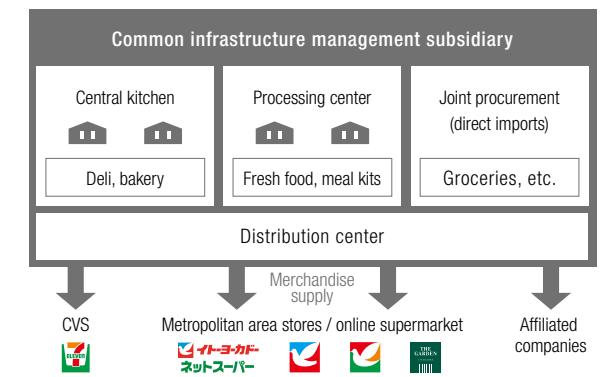 Common infrastructure management subsidiary
Central kitchen
Processing center
Joint procurement
(direct imports)
Deli, bakery
Fresh food, meal kits
Groceries, etc.
Distribution center
Merchandise
supply
CVS
Metropolitan area stores / online supermarket
Affiliated
companies
ELEVEN
イトーヨーカドー
ネットスーパー
THE
GARDEN